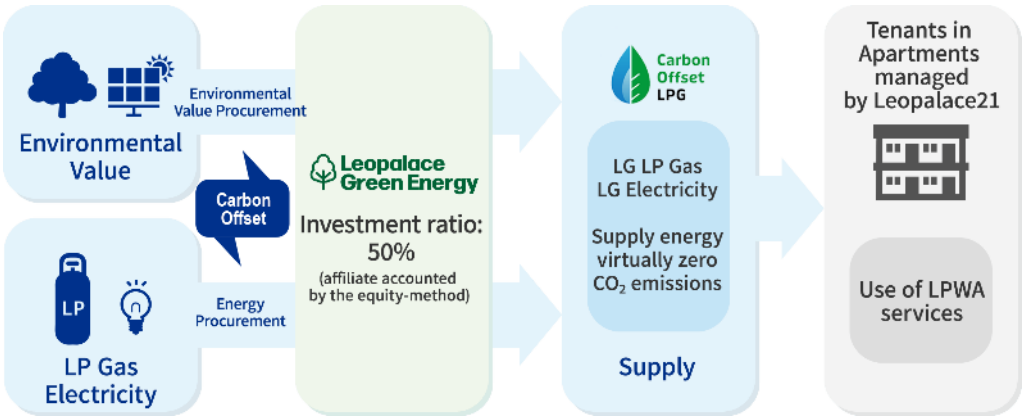 Environmental
Value
LP
LP Gas
Electricity
Environmental
Value Procurement
Carbon
Offset
Energy
Procurement
Leopalace
Green Energy
Investment ratio:
50%
(affiliate accounted
by the equity-method)
Carbon
Offset
LPG
LG LP Gas
LG Electricity
Supply energy
virtually zero
CO₂ emissions
Supply
Tenants in
Apartments
managed
by Leopalace21
Use of LPWA
services